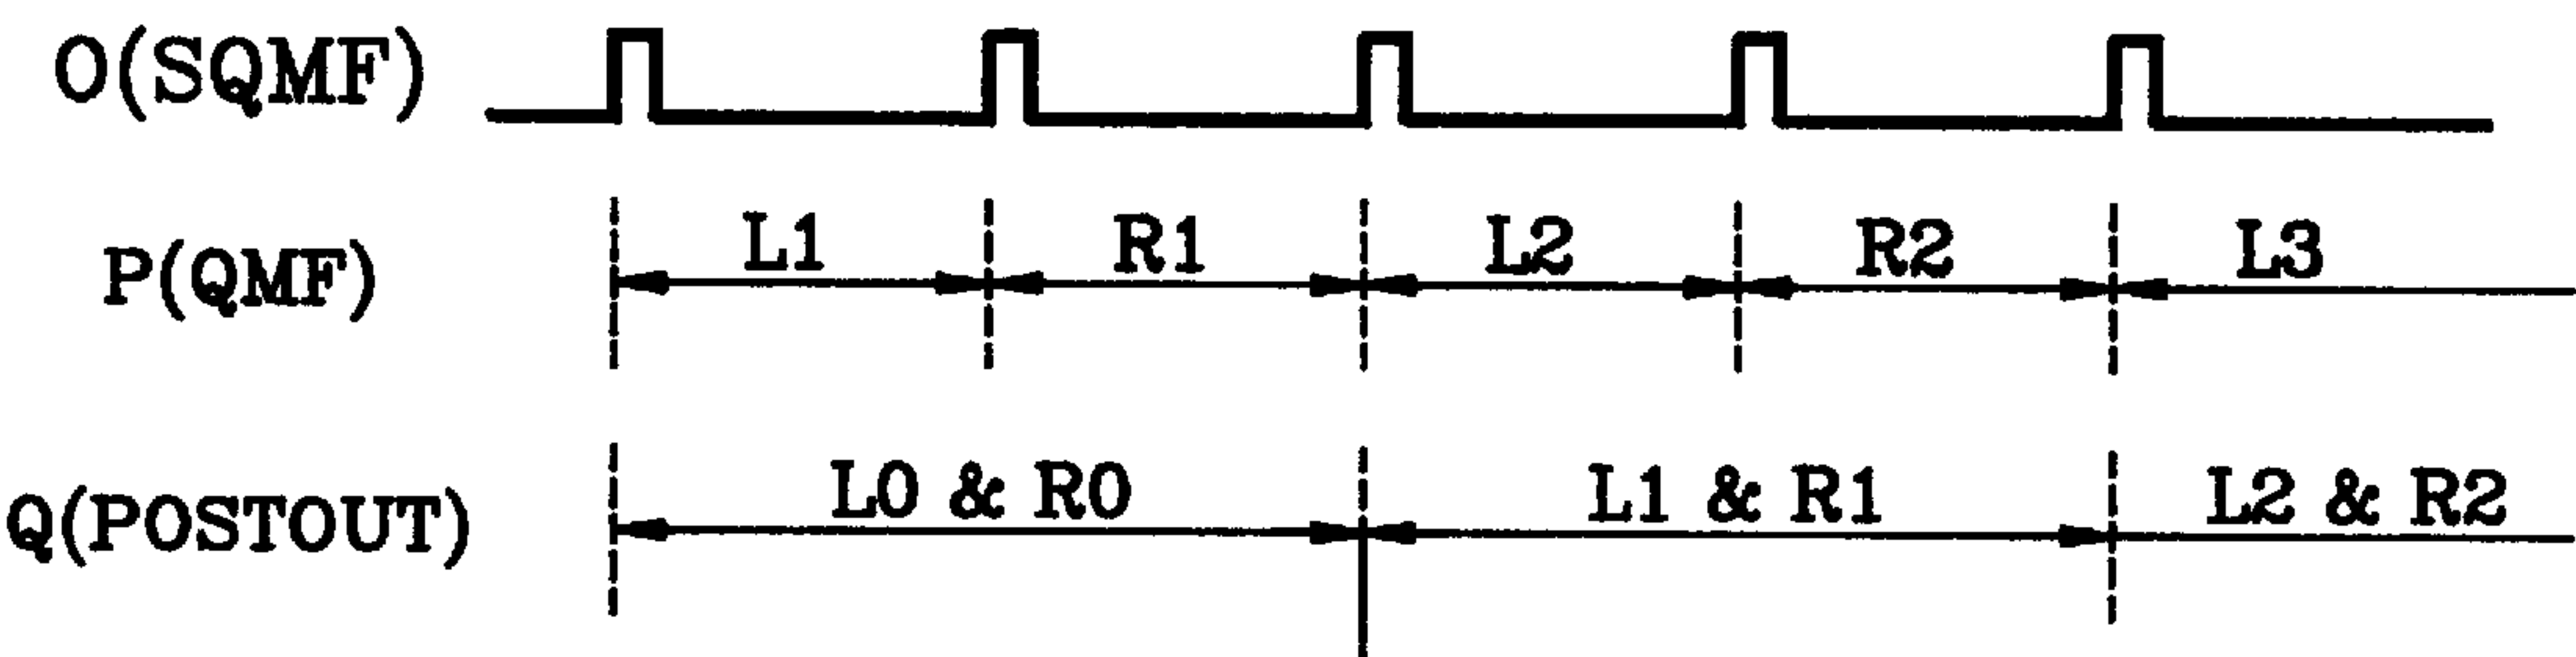 O(SQMF)
P(QMF) L1 R1 L2 R2 L3
Q(POSTOUT) L0 & R0 L1 & R1 L2 & R2